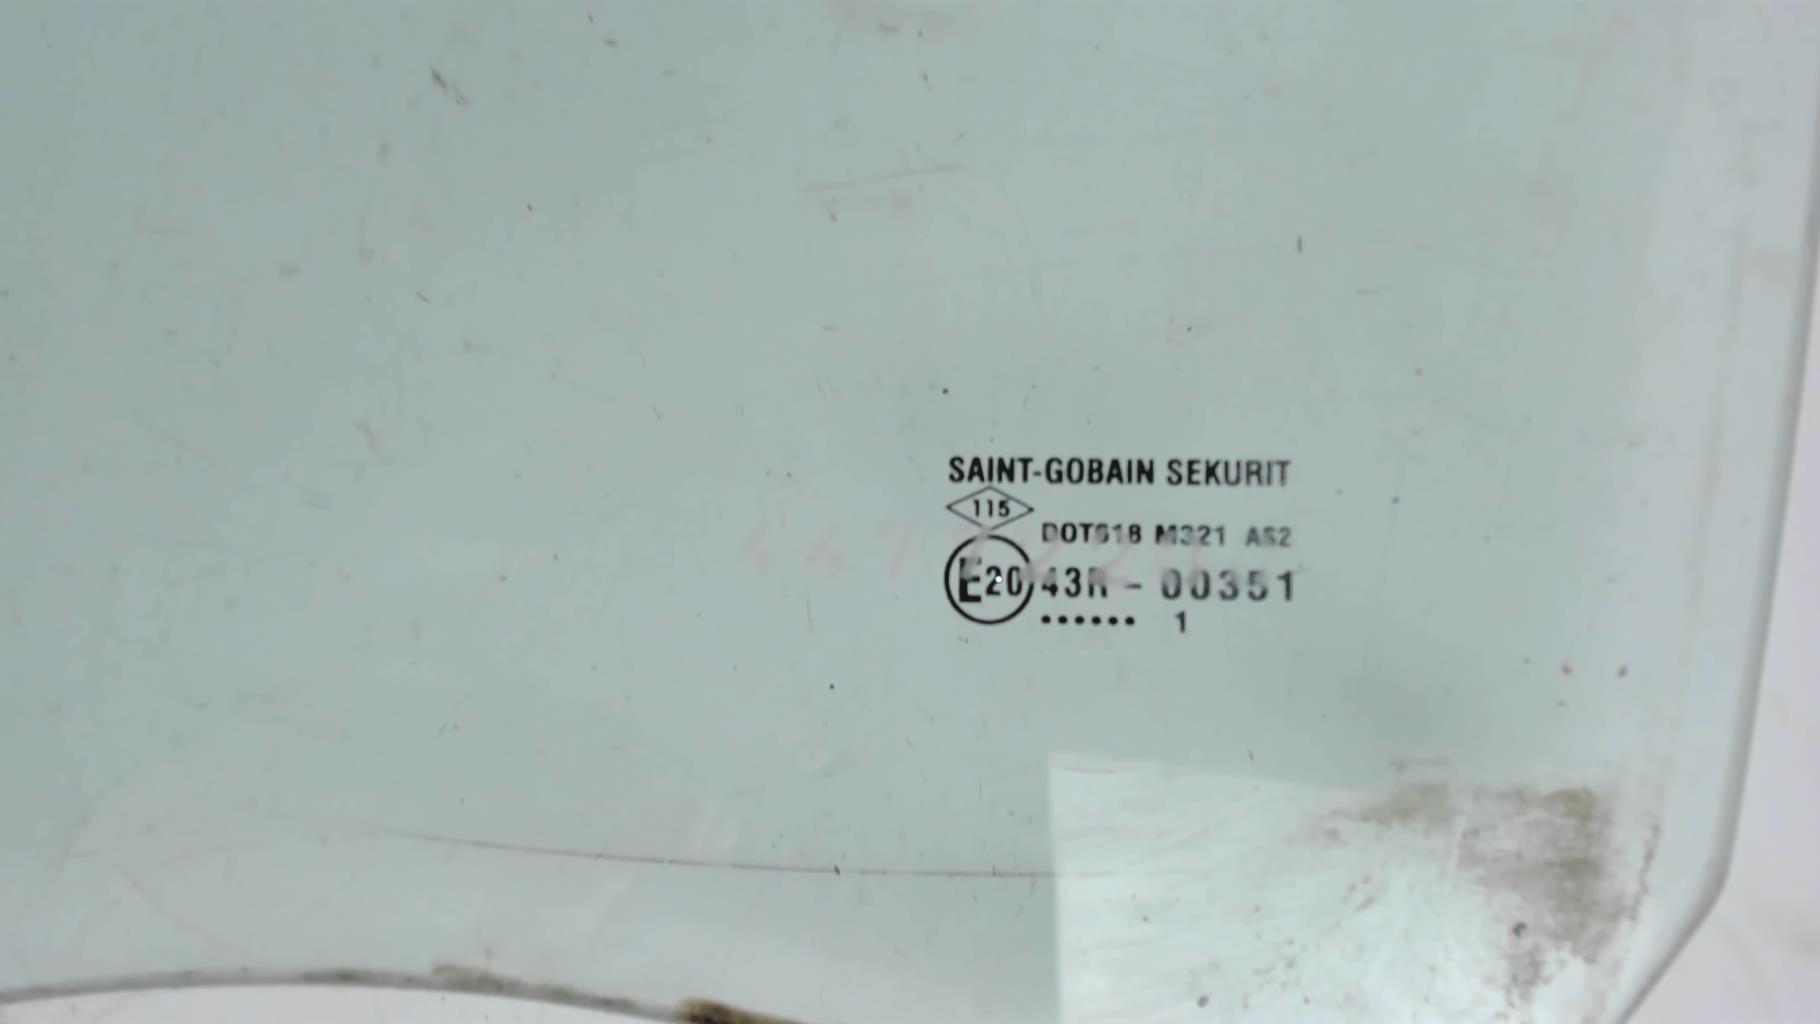 SAINT-GOBAIN SEKURIT
115
DOT618 M321 AS2
E20 43R - 00351
...... 1